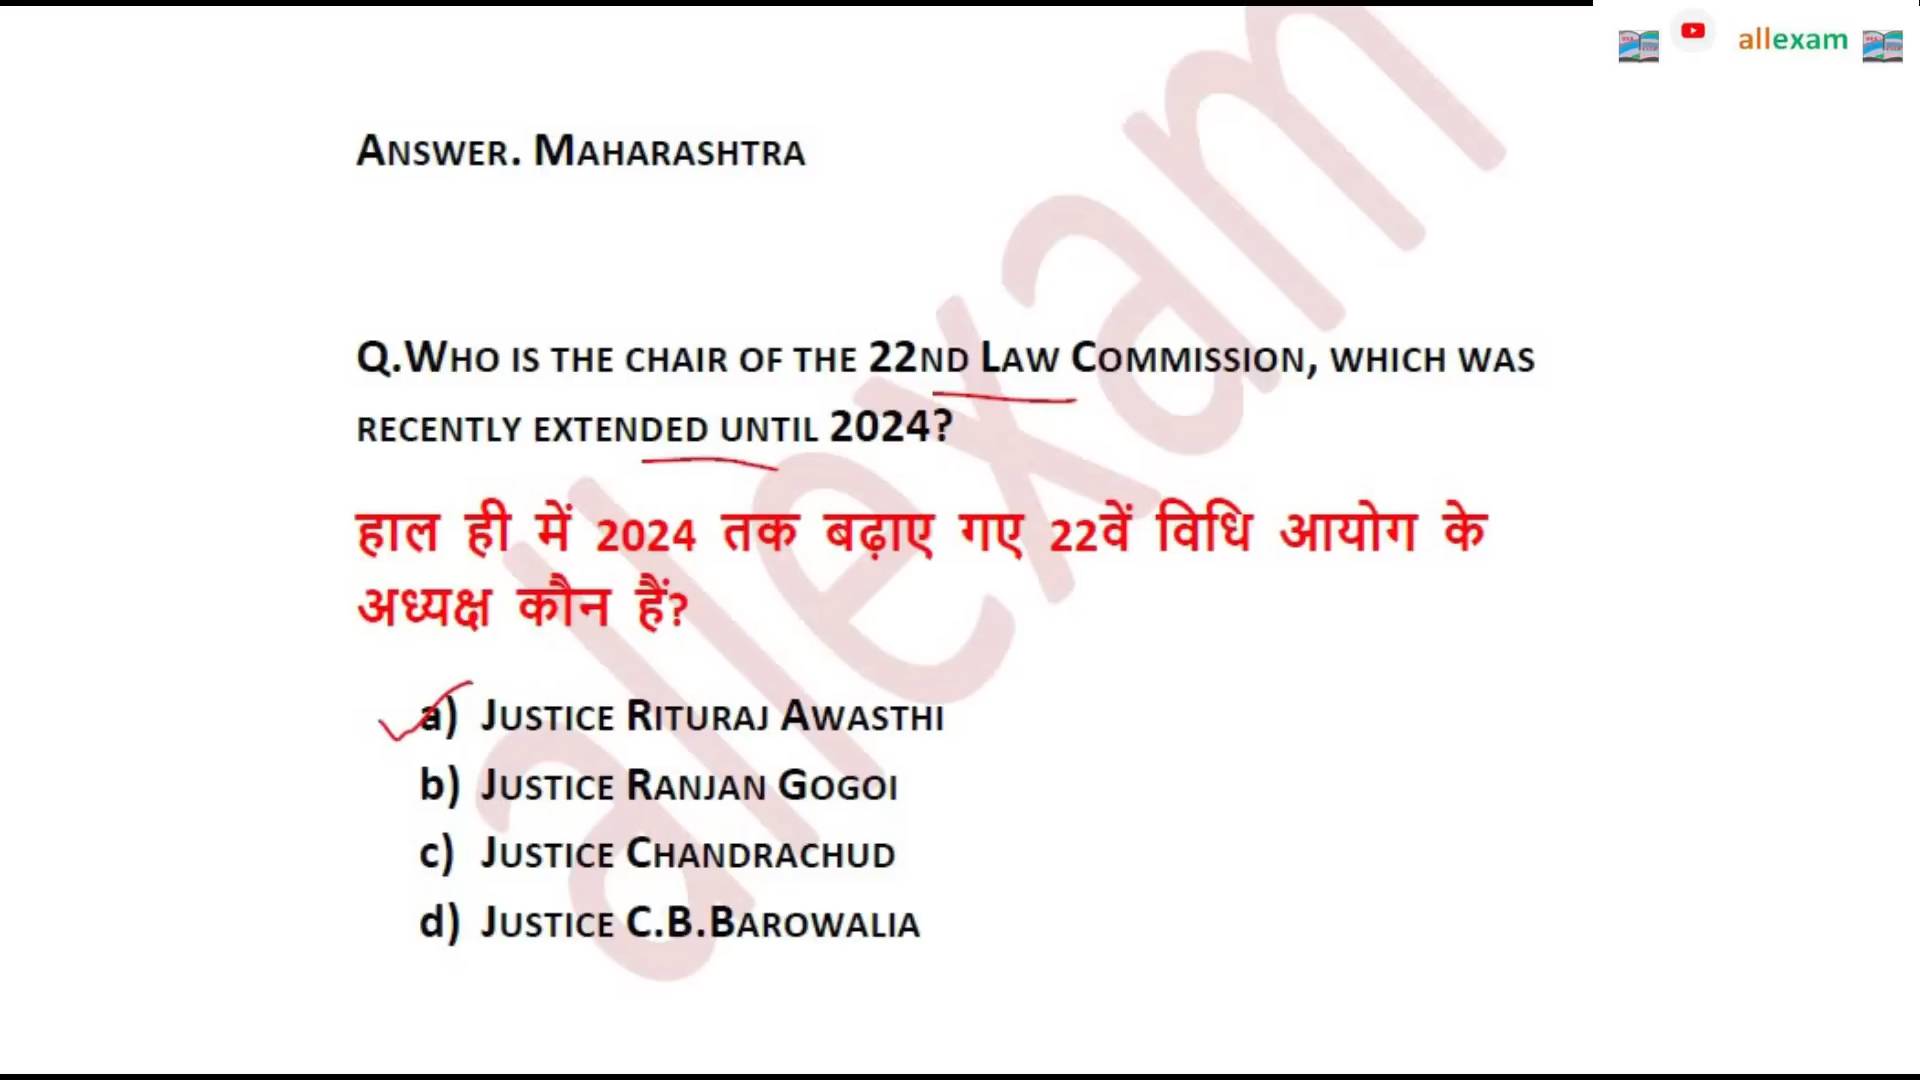 allexam
ANSWER. MAHARASHTRA
Q.WHO IS THE CHAIR OF THE 22ND LAW COMMISSION, WHICH WAS
RECENTLY EXTENDED UNTIL 2024?
हाल ही में 2024 तक बढ़ाए गए 22वें विधि आयोग के
अध्यक्ष कौन हैं?
a) JUSTICE RITURAJ AWASTHI
b) JUSTICE RANJAN GOGOI
c) JUSTICE CHANDRACHUD
d) JUSTICE C.B.BAROWALIA
allexam